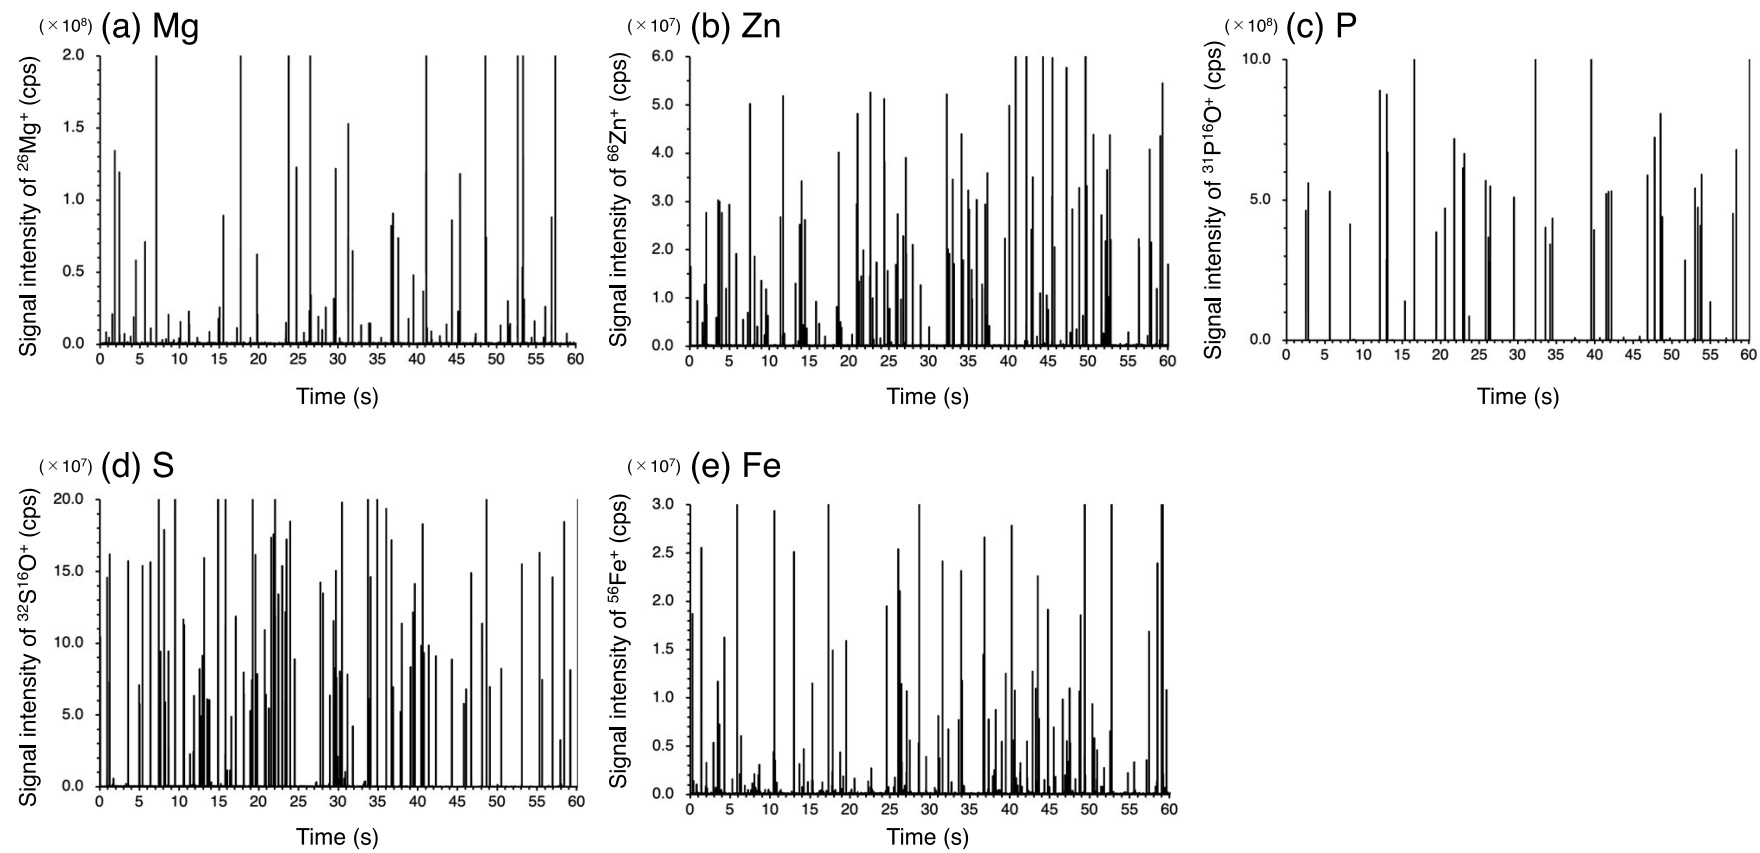 (×10⁸) (a) Mg
Signal intensity of ²⁶Mg⁺ (cps)
2.0
1.5
1.0
0.5
0.0
0 5 10 15 20 25 30 35 40 45 50 55 60
Time (s)
(×10⁷) (b) Zn
Signal intensity of ⁶⁶Zn⁺ (cps)
6.0
5.0
4.0
3.0
2.0
1.0
0.0
0 5 10 15 20 25 30 35 40 45 50 55 60
Time (s)
(×10⁸) (c) P
Signal intensity of ³¹P¹⁶O⁺ (cps)
10.0
5.0
0.0
0 5 10 15 20 25 30 35 40 45 50 55 60
Time (s)
(×10⁷) (d) S
Signal intensity of ³²S¹⁶O⁺ (cps)
20.0
15.0
10.0
5.0
0.0
0 5 10 15 20 25 30 35 40 45 50 55 60
Time (s)
(×10⁷) (e) Fe
Signal intensity of ⁵⁶Fe⁺ (cps)
3.0
2.5
2.0
1.5
1.0
0.5
0.0
0 5 10 15 20 25 30 35 40 45 50 55 60
Time (s)